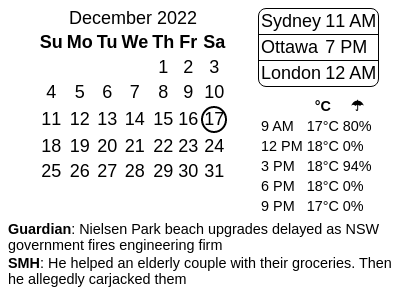 December 2022
Su Mo Tu We Th Fr Sa
1 2 3
4 5 6 7 8 9 10
11 12 13 14 15 16 17
18 19 20 21 22 23 24
25 26 27 28 29 30 31
Sydney 11 AM
Ottawa 7 PM
London 12 AM
°C ☂
9 AM 17°C 80%
12 PM 18°C 0%
3 PM 18°C 94%
6 PM 18°C 0%
9 PM 17°C 0%
Guardian: Nielsen Park beach upgrades delayed as NSW
government fires engineering firm
SMH: He helped an elderly couple with their groceries. Then
he allegedly carjacked them